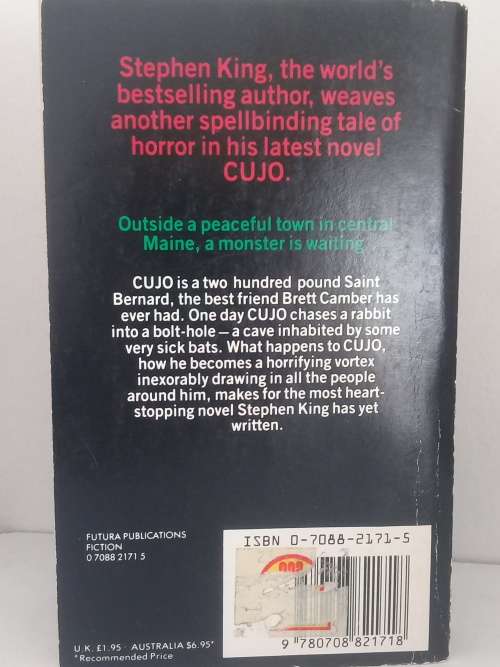 Stephen King, the world's
bestselling author, weaves
another spellbinding tale of
horror in his latest novel
CUJO.
Outside a peaceful town in central
Maine, a monster is waiting
CUJO is a two hundred pound Saint
Bernard, the best friend Brett Camber has
ever had. One day CUJO chases a rabbit
into a bolt-hole – a cave inhabited by some
very sick bats. What happens to CUJO,
how he becomes a horrifying vortex
inexorably drawing in all the people
around him, makes for the most heart-
stopping novel Stephen King has yet
written.
FUTURA PUBLICATIONS
FICTION
0 7088 2171 5
ISBN 0-7088-2171-5
9 780708 821718
U.K. £1.95 · AUSTRALIA $6.95*
*Recommended Price